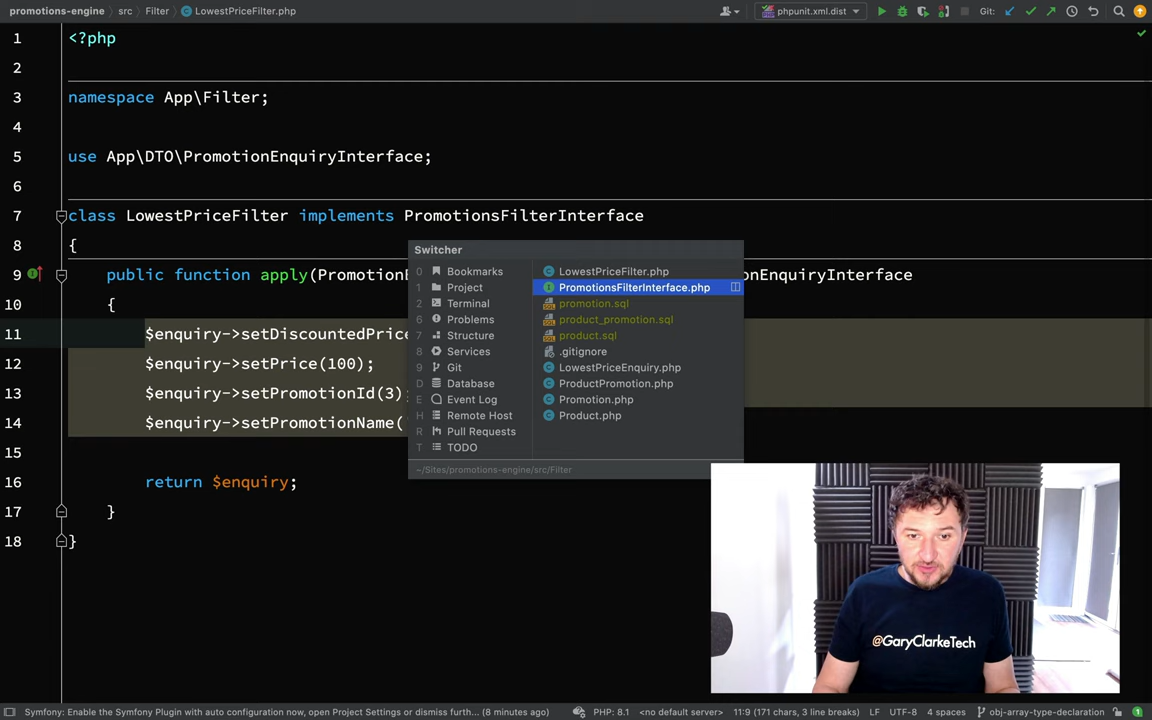 promotions-engine src Filter LowestPriceFilter.php phpunit.xml.dist Git:
1 <?php
2
3 namespace App\Filter;
4
5 use App\DTO\PromotionEnquiryInterface;
6
7 class LowestPriceFilter implements PromotionsFilterInterface
8 {
Switcher
9 public function apply(PromotionE onEnquiryInterface
10 {
11 $enquiry->setDiscountedPrice
12 $enquiry->setPrice(100);
13 $enquiry->setPromotionId(3)
14 $enquiry->setPromotionName(
15
16 return $enquiry;
17 }
18 }
0 Bookmarks
1 Project
2 Terminal
3 Problems
5 Structure
8 Services
9 Git
D Database
E Event Log
H Remote Host
R Pull Requests
T TODO
LowestPriceFilter.php
PromotionsFilterInterface.php
promotion.sql
product_promotion.sql
product.sql
.gitignore
LowestPriceEnquiry.php
ProductPromotion.php
Promotion.php
Product.php
~/Sites/promotions-engine/src/Filter
@GaryClarkeTech
Symfony: Enable the Symfony Plugin with auto configuration now, open Project Settings or dismiss furth... (8 minutes ago) PHP: 8.1 <no default server> 11:9 (171 chars, 3 line breaks) LF UTF-8 4 spaces obj-array-type-declaration 1